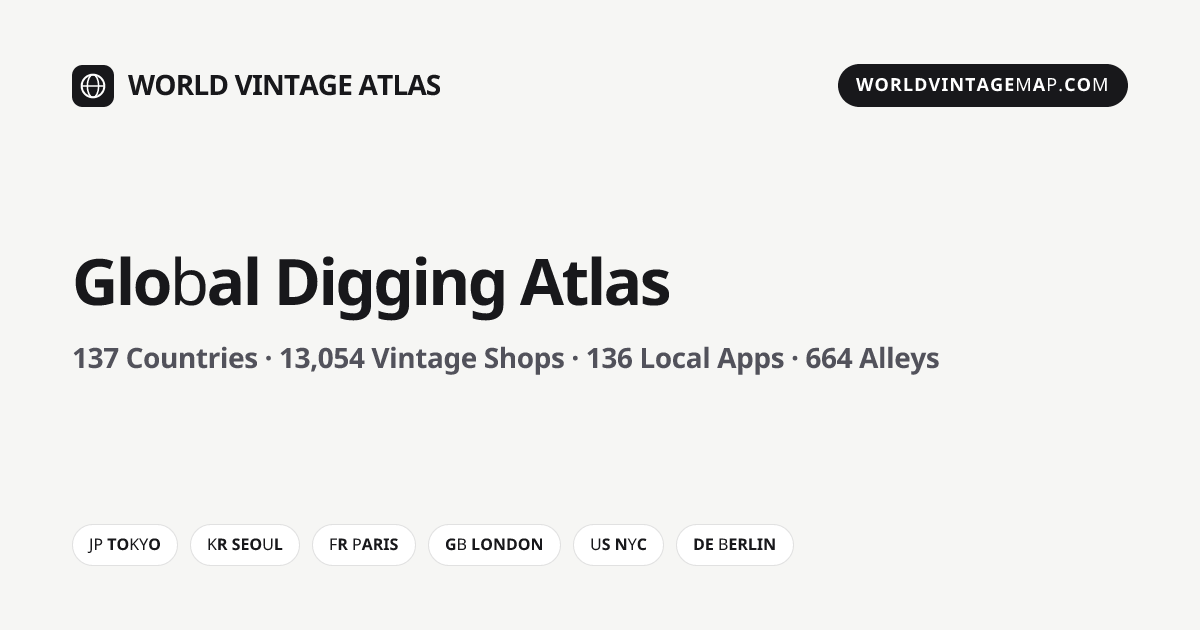 WORLD VINTAGE ATLAS
WORLDVINTAGEMAP.COM
Global Digging Atlas
137 Countries · 13,054 Vintage Shops · 136 Local Apps · 664 Alleys
JP TOKYO
KR SEOUL
FR PARIS
GB LONDON
US NYC
DE BERLIN